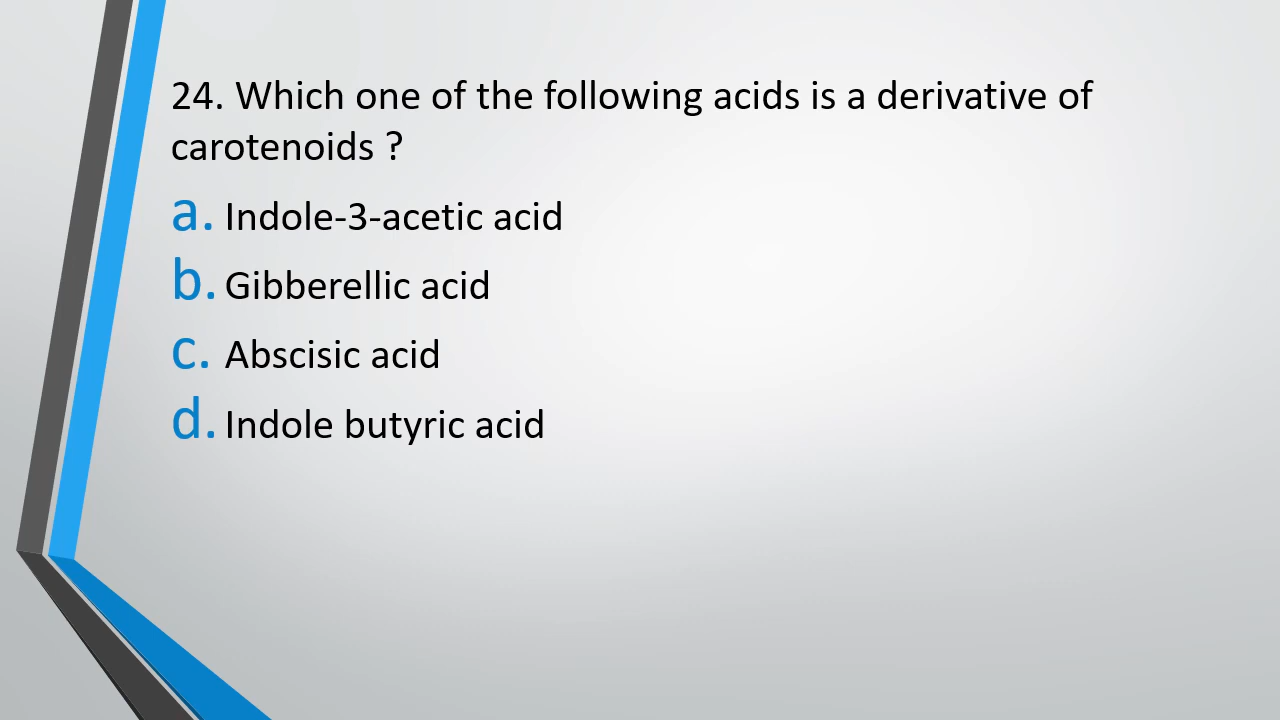 24. Which one of the following acids is a derivative of
carotenoids ?
a. Indole-3-acetic acid
b. Gibberellic acid
c. Abscisic acid
d. Indole butyric acid